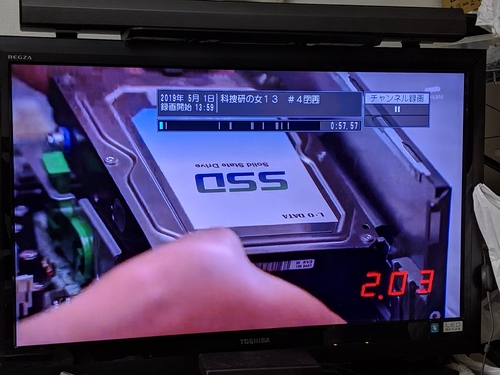 REGZA
2019年 5月 1日 科捜研の女13 #4
録画開始 13:59
チャンネル録画
0:57.57
Solid State Drive
SSD
I-O DATA
2.03
TOSHIBA
LED